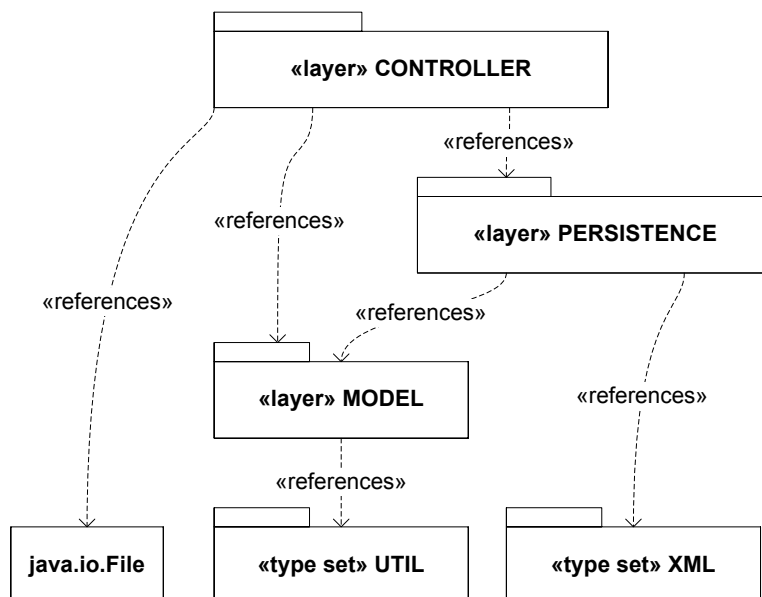 «layer» CONTROLLER
«references»
«layer» PERSISTENCE
«references»
«references»
«references»
«layer» MODEL
«references»
«references»
java.io.File
«type set» UTIL
«type set» XML